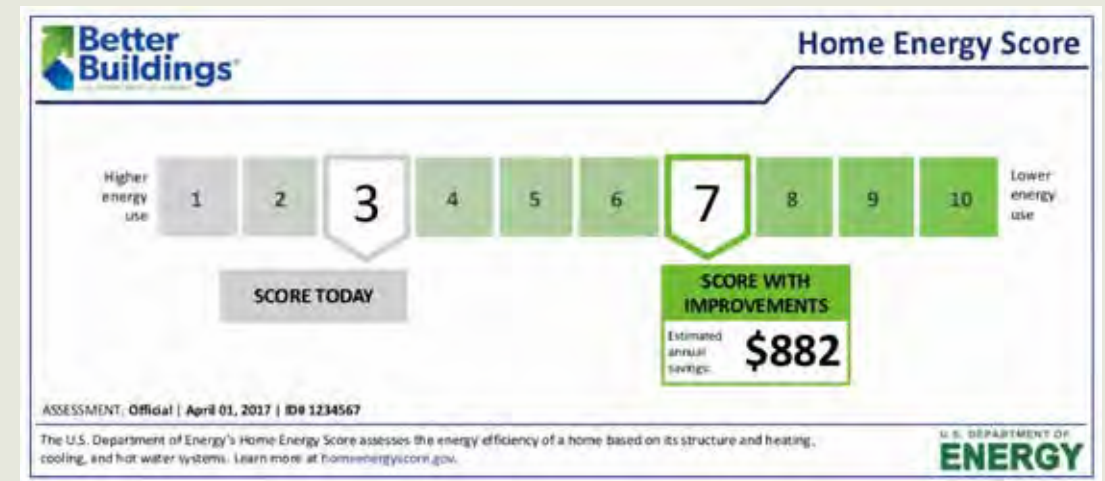 Better
Buildings
Home Energy Score
Higher
energy
use
1 2 3 4 5 6 7 8 9 10
Lower
energy
use
SCORE TODAY
SCORE WITH
IMPROVEMENTS
Estimated
annual
savings:
$882
ASSESSMENT: Official | April 01, 2017 | ID# 1234567
The U.S. Department of Energy's Home Energy Score assesses the energy efficiency of a home based on its structure and heating,
cooling, and hot water systems. Learn more at homeenergyscore.gov.
U.S. DEPARTMENT OF
ENERGY